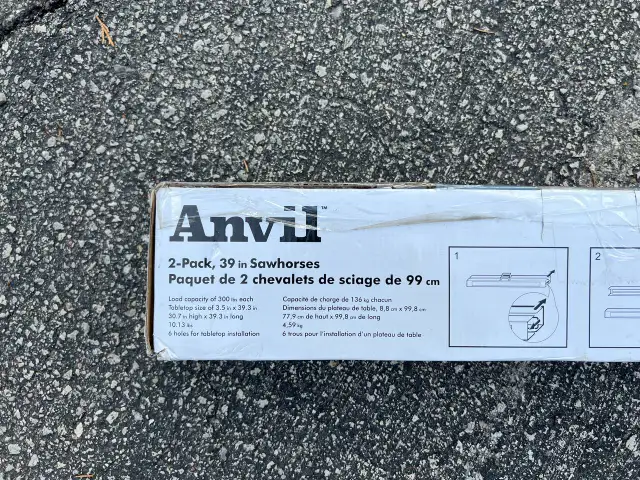 Anvil™
2-Pack, 39 in Sawhorses
Paquet de 2 chevalets de sciage de 99 cm
Load capacity of 300 lbs each
Tabletop size of 3.5 in x 39.3 in
30.7 in high x 39.3 in long
10.13 lbs
6 holes for tabletop installation
Capacité de charge de 136 kg chacun
Dimensions du plateau de table, 8,8 cm x 99,8 cm
77,9 cm de haut x 99,8 cm de long
4,59 kg
6 trous pour l'installation d'un plateau de table
1
2